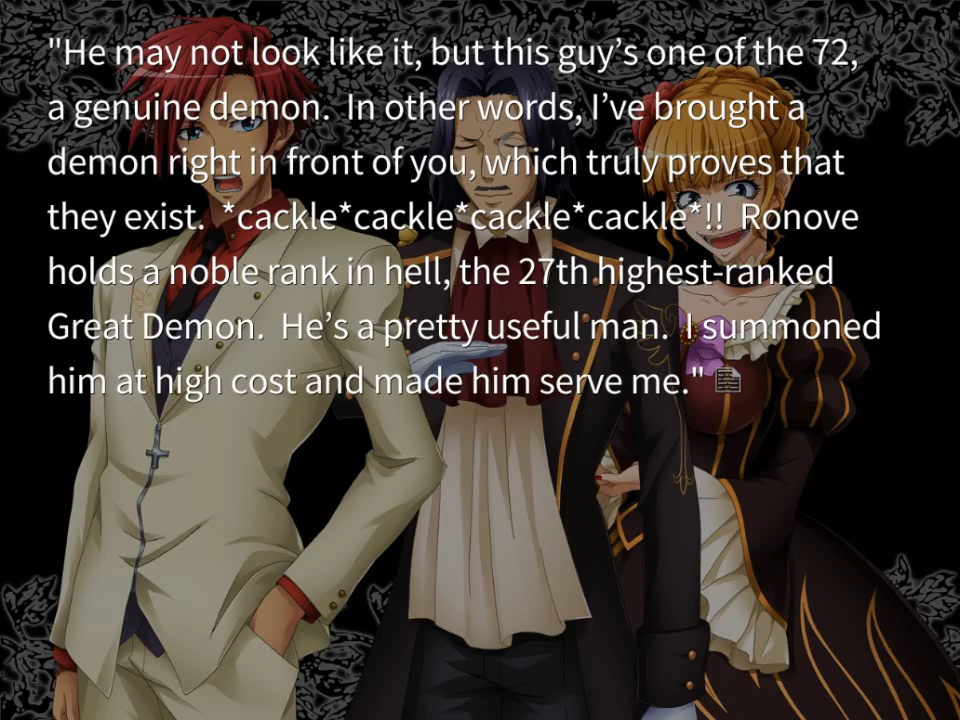 "He may not look like it, but this guy’s one of the 72,
a genuine demon.  In other words, I’ve brought a
demon right in front of you, which truly proves that
they exist.  *cackle*cackle*cackle*cackle*!!  Ronove
holds a noble rank in hell, the 27th highest-ranked
Great Demon.  He’s a pretty useful man.  I summoned
him at high cost and made him serve me."